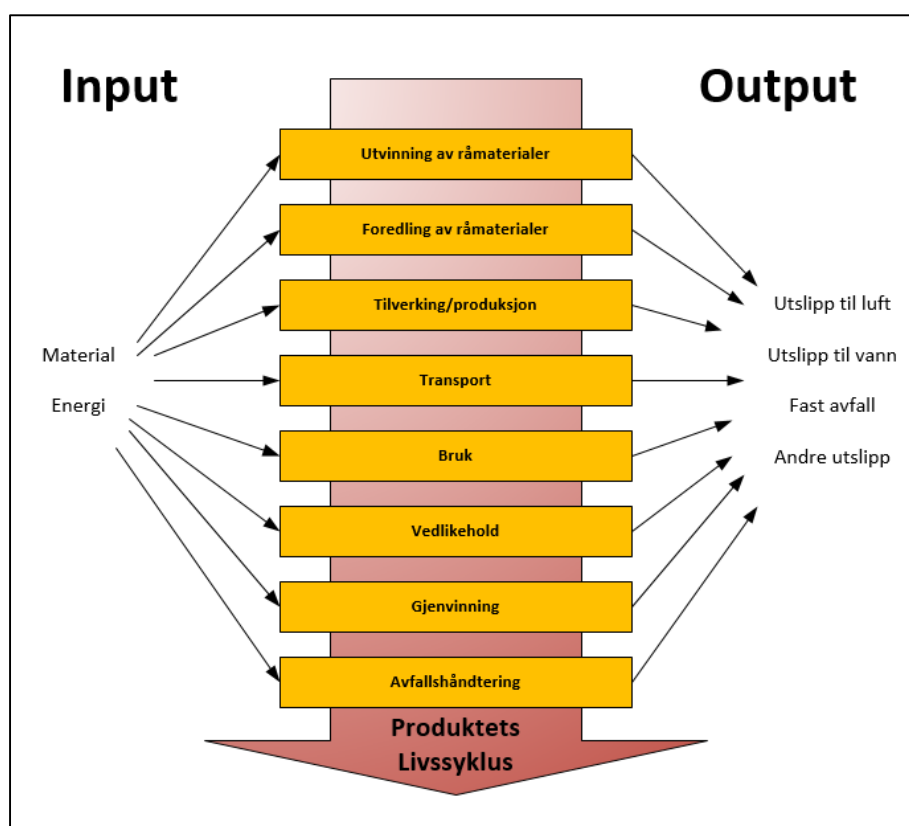 Input
Output
Utvinning av råmaterialer
Foredling av råmaterialer
Tilverking/produksjon
Transport
Bruk
Vedlikehold
Gjenvinning
Avfallshåndtering
Material
Energi
Utslipp til luft
Utslipp til vann
Fast avfall
Andre utslipp
Produktets
Livssyklus